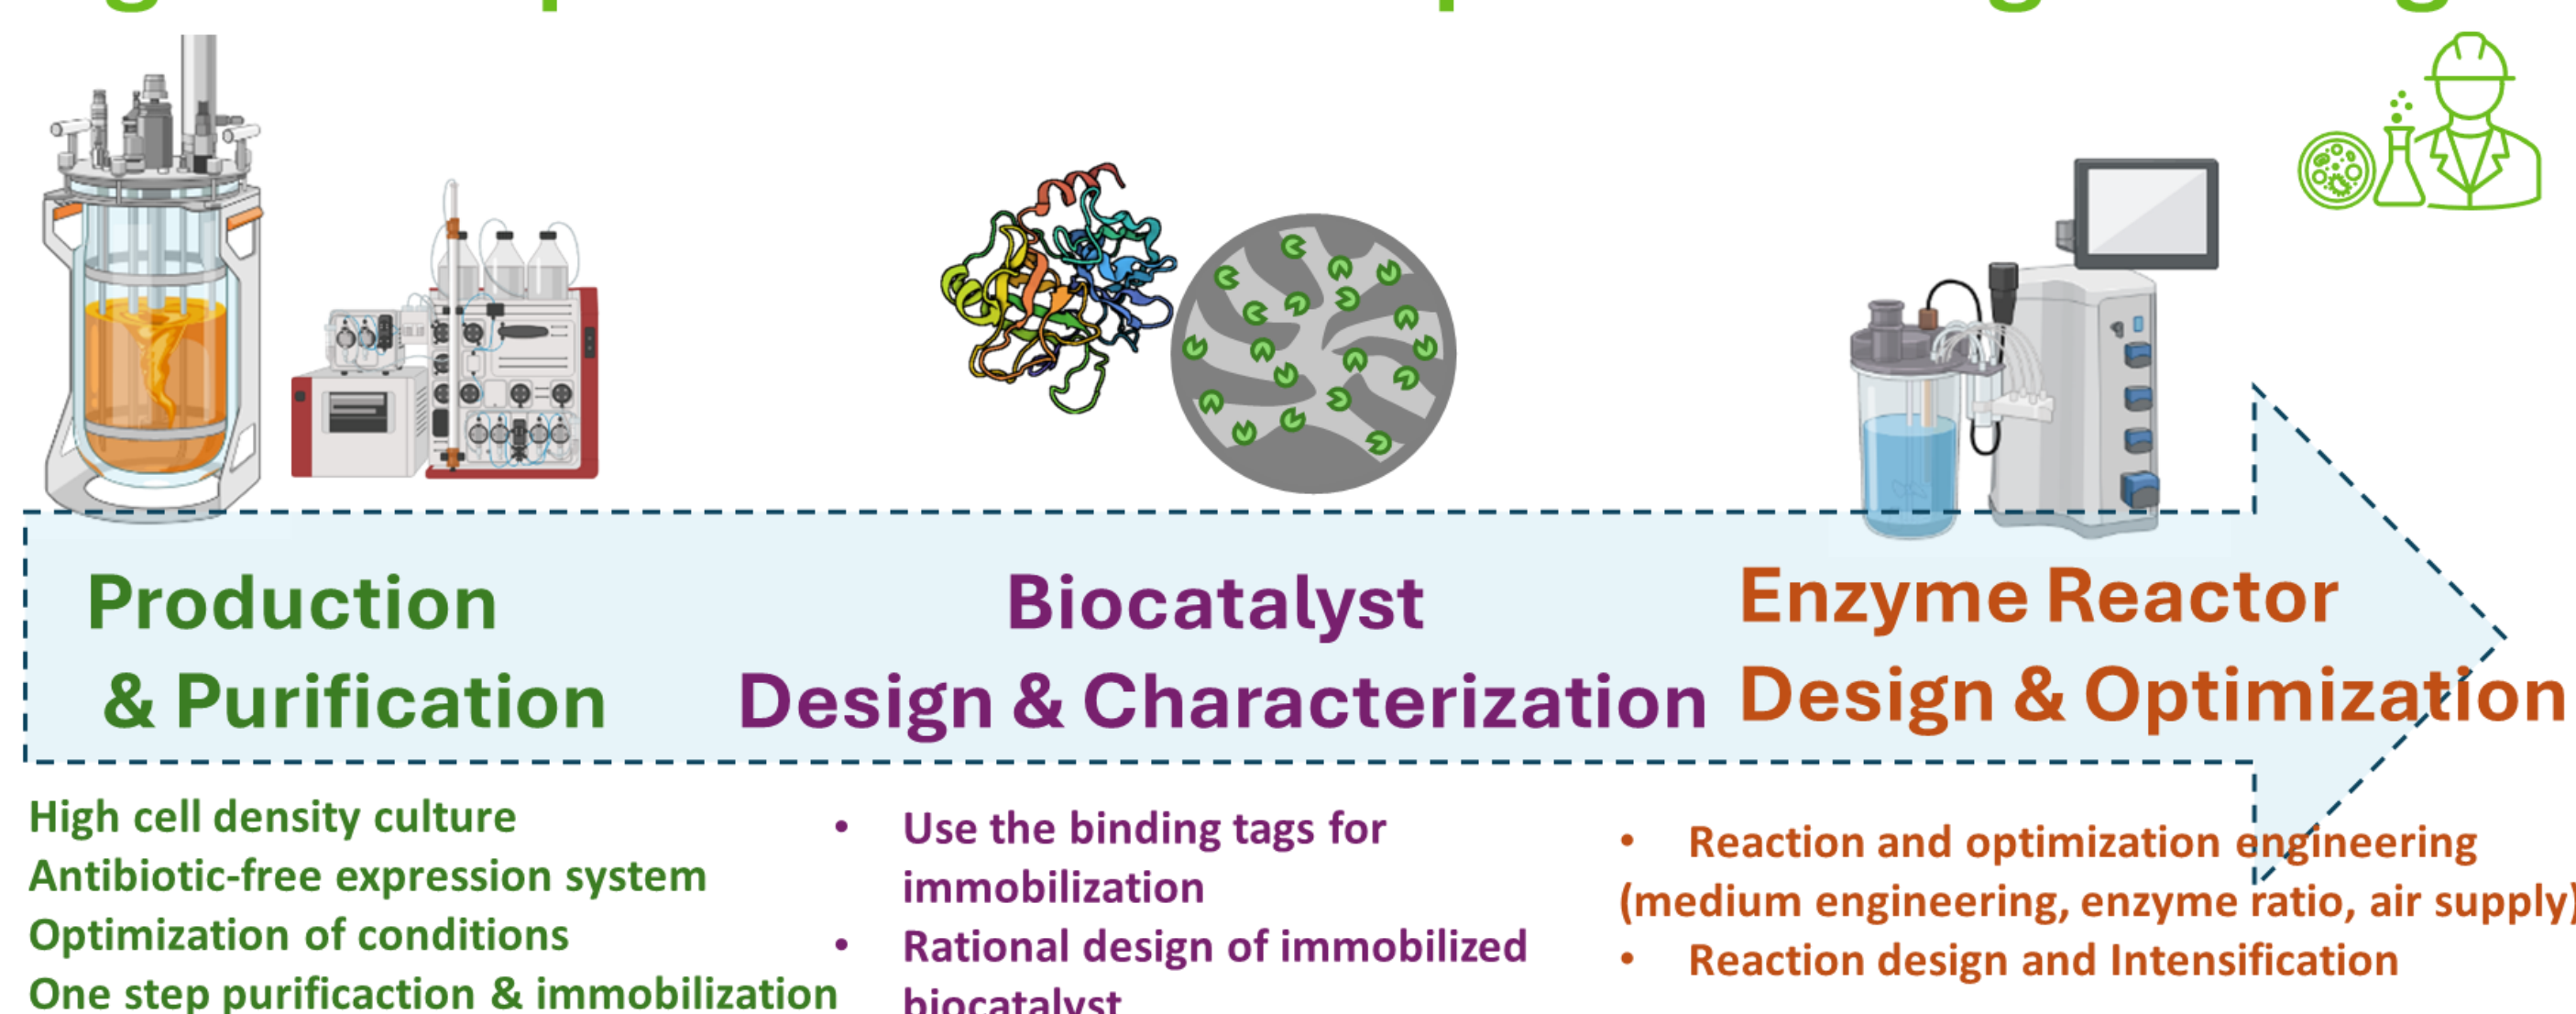 Production
& Purification
Biocatalyst
Design & Characterization
Enzyme Reactor
Design & Optimization
High cell density culture
Antibiotic-free expression system
Optimization of conditions
One step purificaction & immobilization
• Use the binding tags for
immobilization
• Rational design of immobilized
biocatalyst
• Reaction and optimization engineering
(medium engineering, enzyme ratio, air supply)
• Reaction design and Intensification